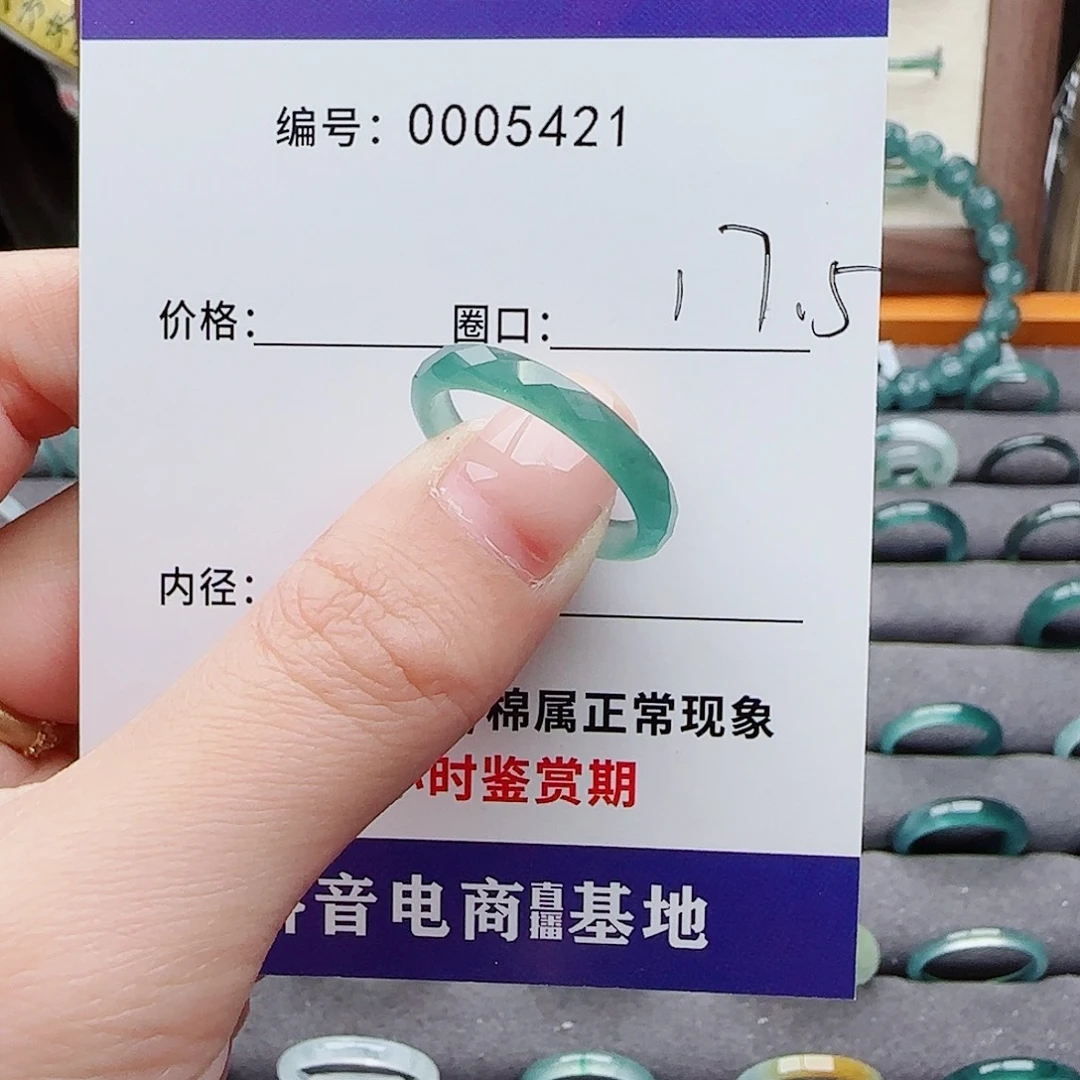 编号：0005421
价格： 圈口：17.5
内径：
棉属正常现象
时鉴赏期
音电商直播基地